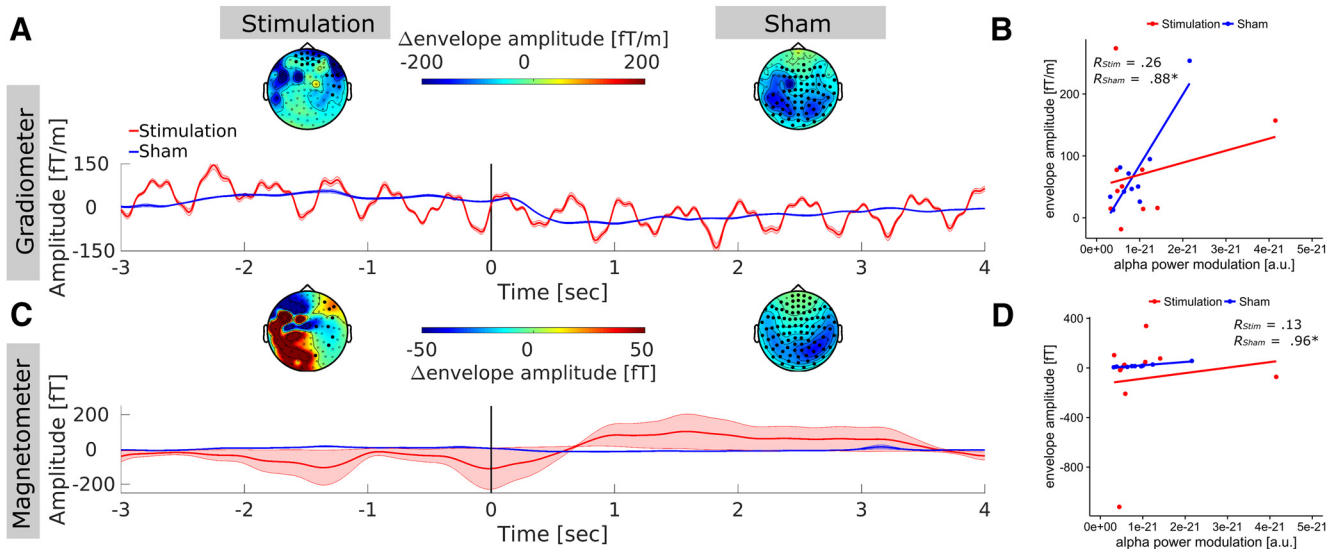 A
Stimulation
Sham
Δenvelope amplitude [fT/m]
-200
0
200
Gradiometer
Amplitude [fT/m]
Stimulation
Sham
150
0
-150
-3
-2
-1
0
1
2
3
4
Time [sec]
B
Stimulation
Sham
RStim = .26
RSham = .88*
envelope amplitude [fT/m]
200
100
0
0e+00
1e-21
2e-21
3e-21
4e-21
5e-21
alpha power modulation [a.u.]
C
-50
0
50
Δenvelope amplitude [fT]
Magnetometer
Amplitude [fT]
200
0
-200
-3
-2
-1
0
1
2
3
4
Time [sec]
D
Stimulation
Sham
RStim = .13
RSham = .96*
envelope amplitude [fT]
400
0
-400
-800
0e+00
1e-21
2e-21
3e-21
4e-21
5e-21
alpha power modulation [a.u.]